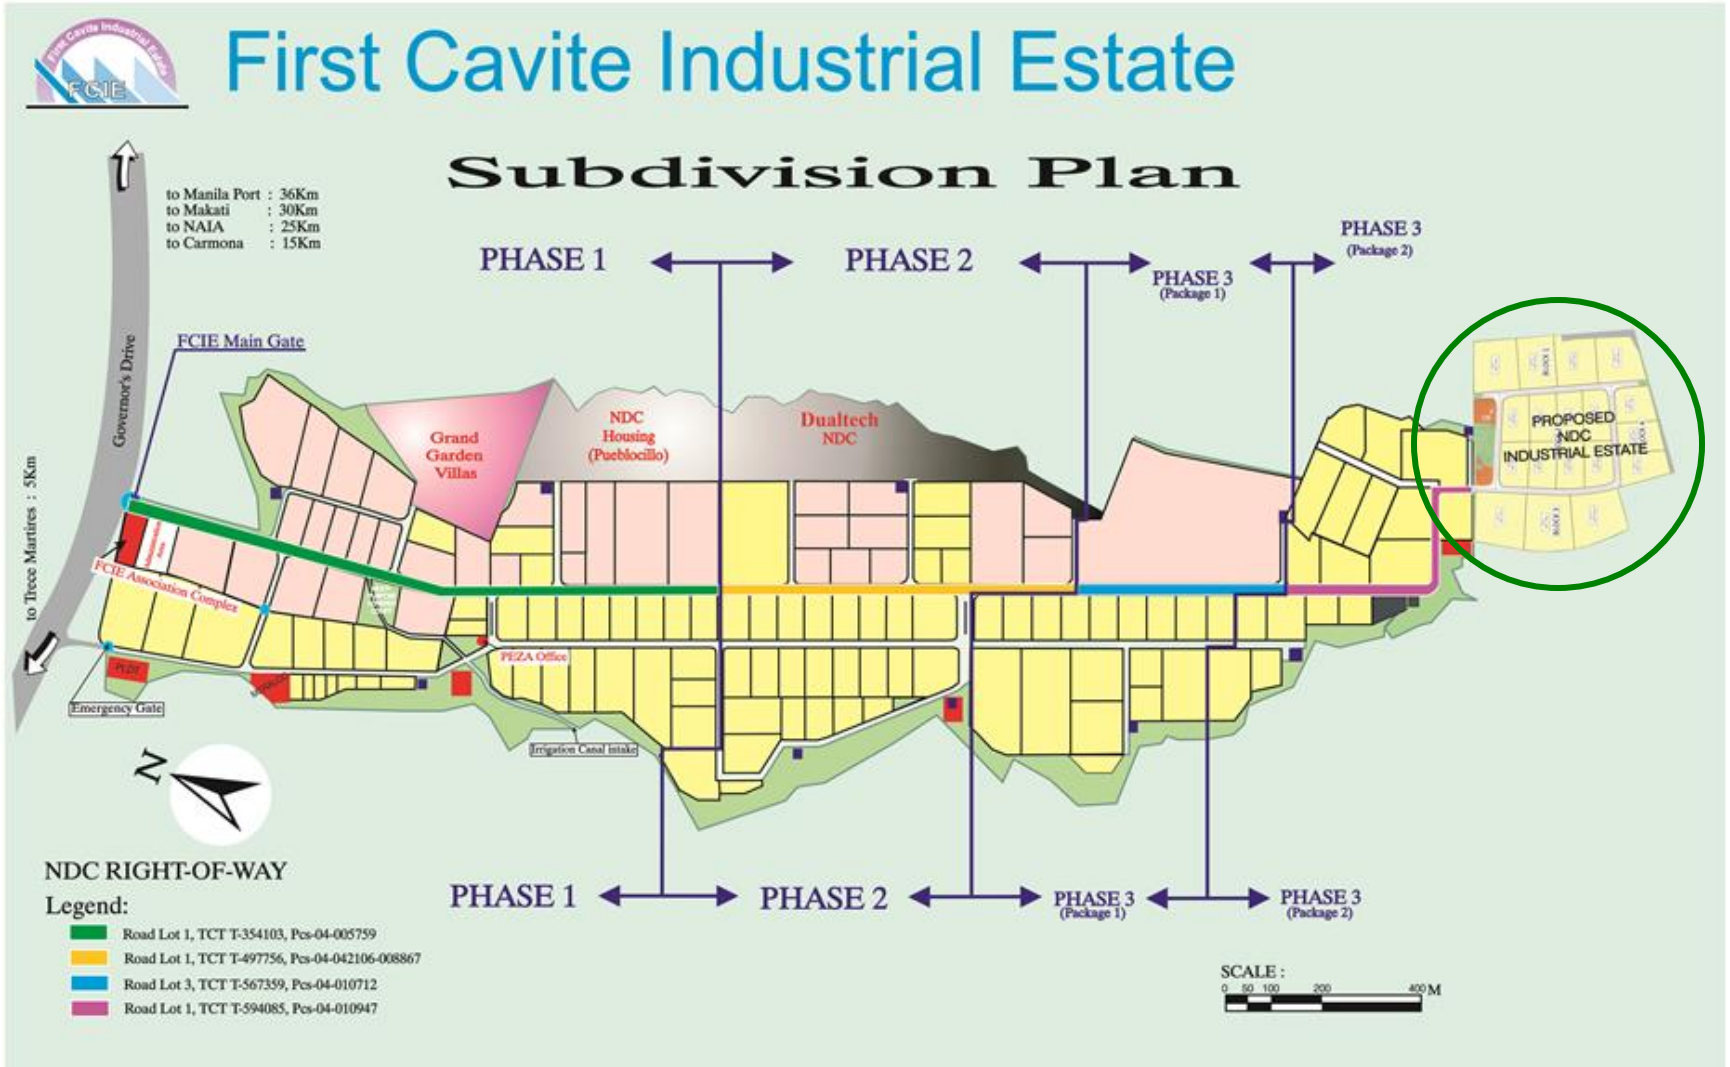 First Cavite Industrial Estate
FCIE
First Cavite Industrial Estate
Subdivision Plan
to Manila Port : 36Km
to Makati : 30Km
to NAIA : 25Km
to Carmona : 15Km
PHASE 1
PHASE 2
PHASE 3
(Package 1)
PHASE 3
(Package 2)
Governor's Drive
to Trece Martires : 5Km
FCIE Main Gate
Grand
Garden
Villas
NDC
Housing
(Pueblocillo)
Dualtech
NDC
PROPOSED
NDC
INDUSTRIAL ESTATE
FCIE Association Complex
PLDT
MERALCO
PEZA Office
Emergency Gate
Irrigation Canal intake
N
PHASE 1
PHASE 2
PHASE 3
(Package 1)
PHASE 3
(Package 2)
NDC RIGHT-OF-WAY
Legend:
Road Lot 1, TCT T-354103, Pcs-04-005759
Road Lot 1, TCT T-497756, Pcs-04-042106-008867
Road Lot 3, TCT T-567359, Pcs-04-010712
Road Lot 1, TCT T-594085, Pcs-04-010947
SCALE :
0 50 100 200 400 M